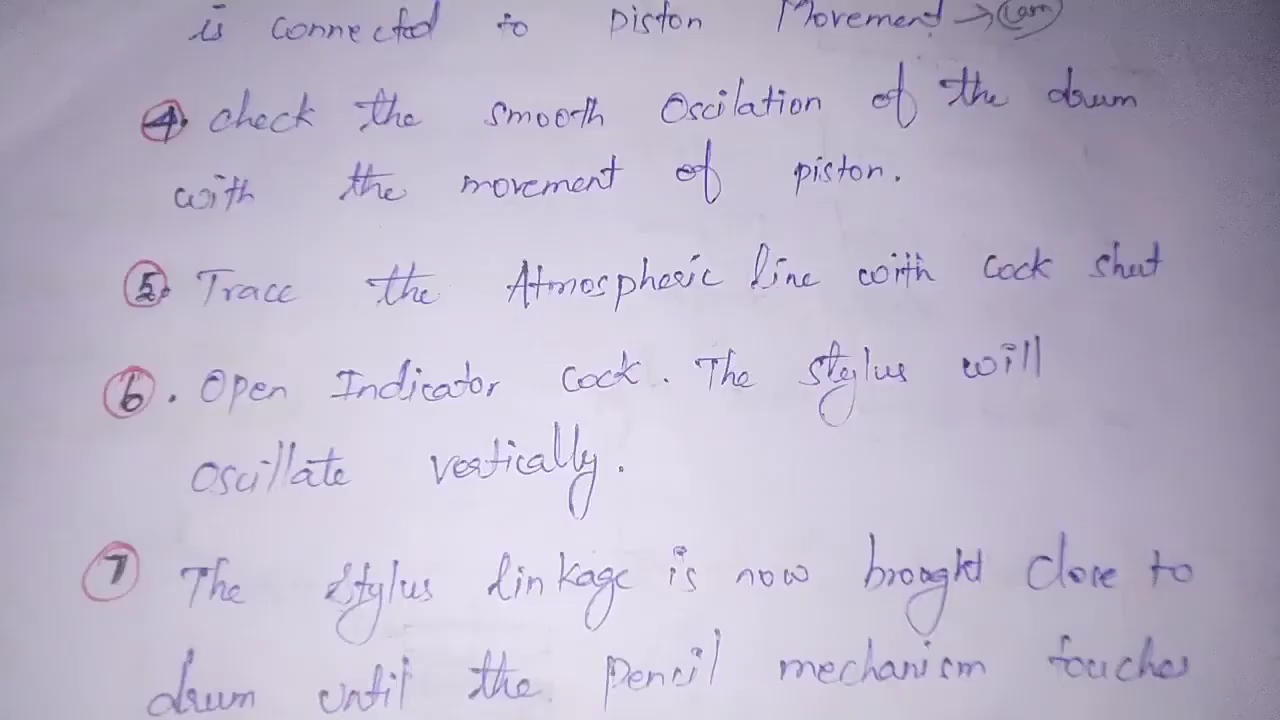 is connected to piston Movement → (cam)
4. check the smooth Oscilation of the drum
with the movement of piston.
5. Trace the Atmospheric line with cock shut
6. Open Indicator cock. The stylus will
oscillate vertically.
7 The stylus linkage is now brought close to
drum until the pencil mechanism touches